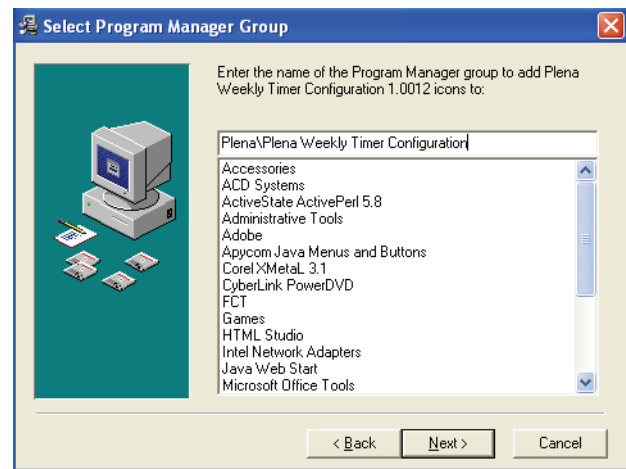 Select Program Manager Group
Enter the name of the Program Manager group to add Plena
Weekly Timer Configuration 1.0012 icons to:
Plena\Plena Weekly Timer Configuration
Accessories
ACD Systems
ActiveState ActivePerl 5.8
Administrative Tools
Adobe
Apycom Java Menus and Buttons
Corel XMetaL 3.1
CyberLink PowerDVD
FCT
Games
HTML Studio
Intel Network Adapters
Java Web Start
Microsoft Office Tools
< Back
Next >
Cancel